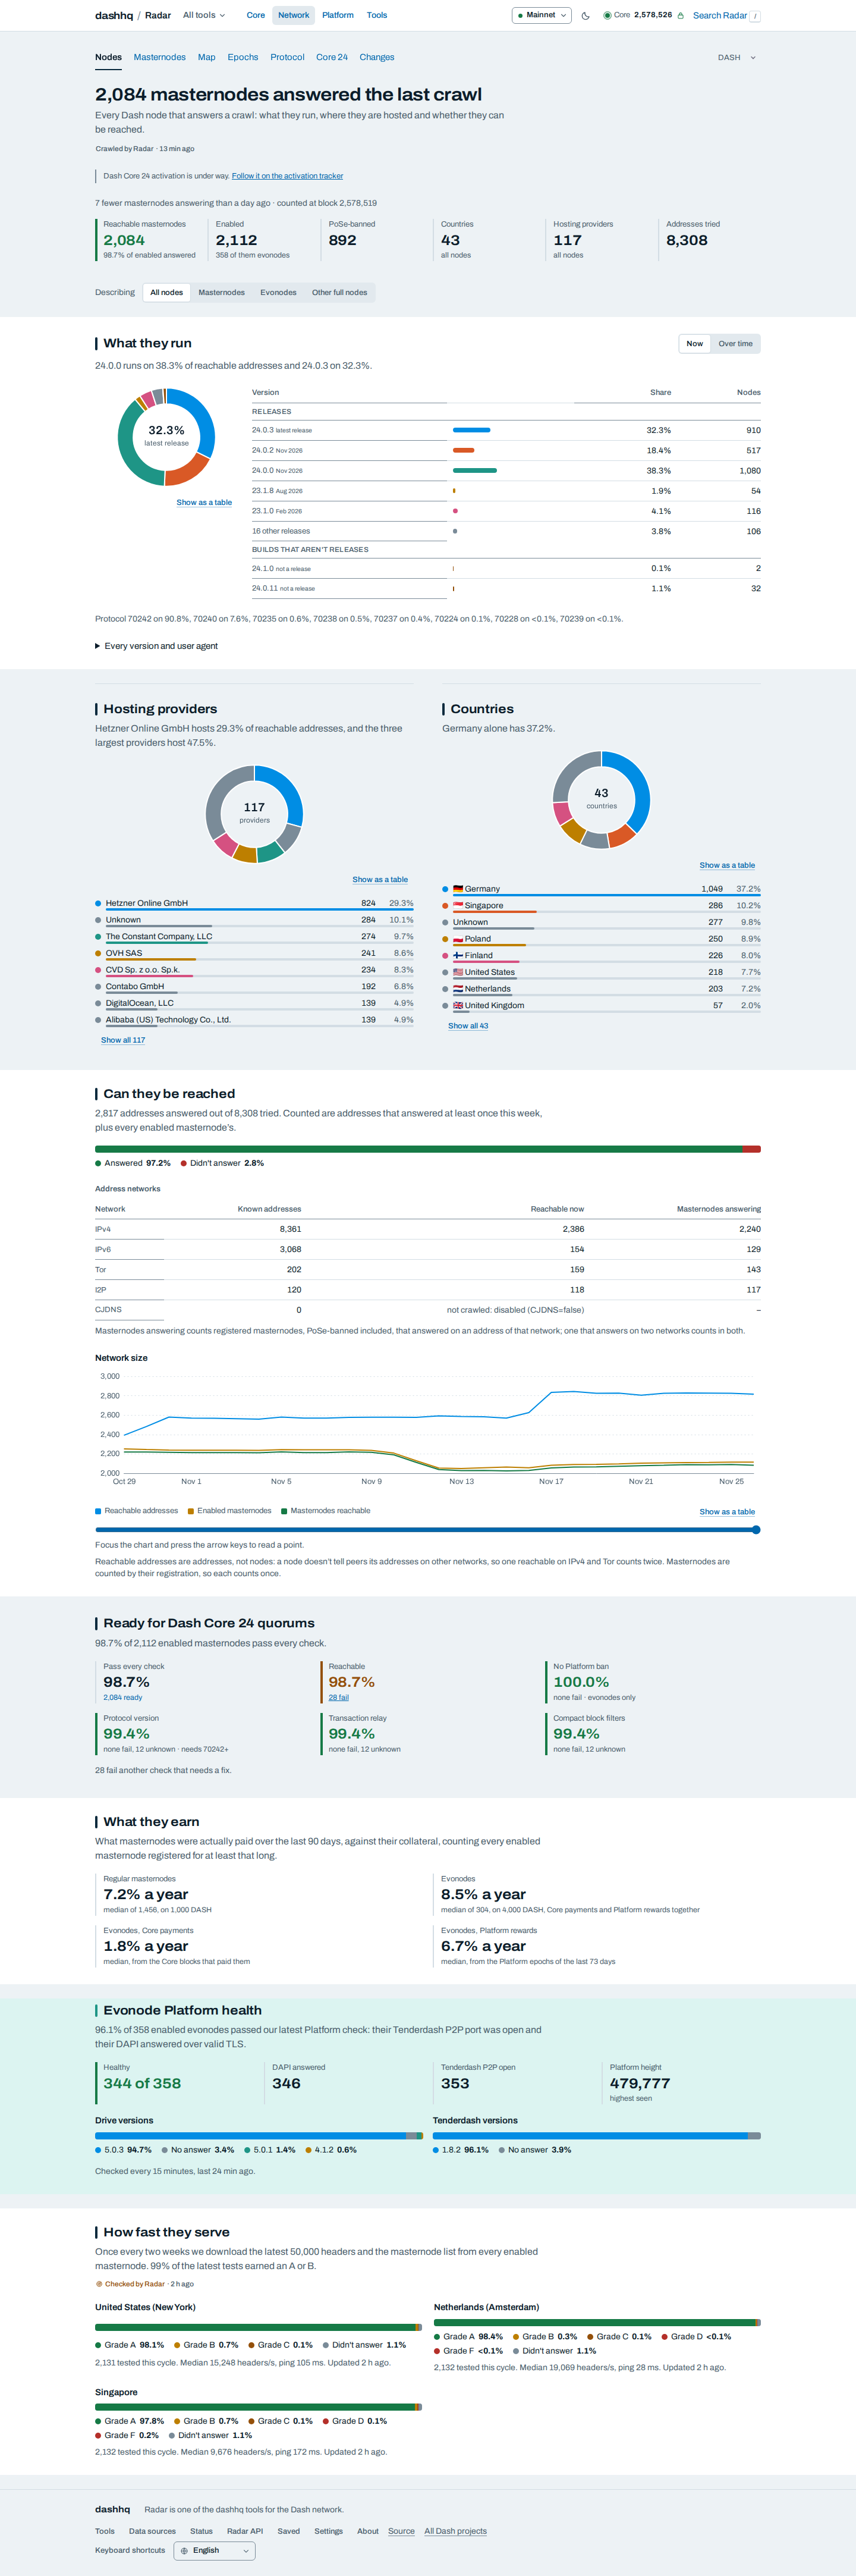 dashhq / Radar All tools Core Network Platform Tools Mainnet Core 2,578,526 Search Radar /
Nodes Masternodes Map Epochs Protocol Core 24 Changes DASH
2,084 masternodes answered the last crawl
Every Dash node that answers a crawl: what they run, where they are hosted and whether they can
be reached.
Crawled by Radar · 13 min ago
Dash Core 24 activation is under way. Follow it on the activation tracker
7 fewer masternodes answering than a day ago · counted at block 2,578,519
Reachable masternodes Enabled PoSe-banned Countries Hosting providers Addresses tried
2,084 2,112 892 43 117 8,308
98.7% of enabled answered 358 of them evonodes all nodes all nodes
Describing All nodes Masternodes Evonodes Other full nodes
What they run Now Over time
24.0.0 runs on 38.3% of reachable addresses and 24.0.3 on 32.3%.
32.3%
latest release
Show as a table
Version Share Nodes
RELEASES
24.0.3 latest release 32.3% 910
24.0.2 Nov 2026 18.4% 517
24.0.0 Nov 2026 38.3% 1,080
23.1.8 Aug 2026 1.9% 54
23.1.0 Feb 2026 4.1% 116
16 other releases 3.8% 106
BUILDS THAT AREN'T RELEASES
24.1.0 not a release 0.1% 2
24.0.11 not a release 1.1% 32
Protocol 70242 on 90.8%, 70240 on 7.6%, 70235 on 0.6%, 70238 on 0.5%, 70237 on 0.4%, 70224 on 0.1%, 70228 on <0.1%, 70239 on <0.1%.
Every version and user agent
Hosting providers
Hetzner Online GmbH hosts 29.3% of reachable addresses, and the three
largest providers host 47.5%.
117
providers
Show as a table
Hetzner Online GmbH 824 29.3%
Unknown 284 10.1%
The Constant Company, LLC 274 9.7%
OVH SAS 241 8.6%
CVD Sp. z o.o. Sp.k. 234 8.3%
Contabo GmbH 192 6.8%
DigitalOcean, LLC 139 4.9%
Alibaba (US) Technology Co., Ltd. 139 4.9%
Show all 117
Countries
Germany alone has 37.2%.
43
countries
Show as a table
Germany 1,049 37.2%
Singapore 286 10.2%
Unknown 277 9.8%
Poland 250 8.9%
Finland 226 8.0%
United States 218 7.7%
Netherlands 203 7.2%
United Kingdom 57 2.0%
Show all 43
Can they be reached
2,817 addresses answered out of 8,308 tried. Counted are addresses that answered at least once this week,
plus every enabled masternode's.
Answered 97.2% Didn't answer 2.8%
Address networks
Network Known addresses Reachable now Masternodes answering
IPv4 8,361 2,386 2,240
IPv6 3,068 154 129
Tor 202 159 143
I2P 120 118 117
CJDNS 0 not crawled: disabled (CJDNS=false) –
Masternodes answering counts registered masternodes, PoSe-banned included, that answered on an address of that network; one that answers on two networks counts in both.
Network size
3,000
2,800
2,600
2,400
2,200
2,000
Oct 29 Nov 1 Nov 5 Nov 9 Nov 13 Nov 17 Nov 21 Nov 25
Reachable addresses Enabled masternodes Masternodes reachable Show as a table
Focus the chart and press the arrow keys to read a point.
Reachable addresses are addresses, not nodes: a node doesn't tell peers its addresses on other networks, so one reachable on IPv4 and Tor counts twice. Masternodes are
counted by their registration, so each counts once.
Ready for Dash Core 24 quorums
98.7% of 2,112 enabled masternodes pass every check.
Pass every check Reachable No Platform ban
98.7% 98.7% 100.0%
2,084 ready 28 fail none fail · evonodes only
Protocol version Transaction relay Compact block filters
99.4% 99.4% 99.4%
none fail, 12 unknown · needs 70242+ none fail, 12 unknown none fail, 12 unknown
28 fail another check that needs a fix.
What they earn
What masternodes were actually paid over the last 90 days, against their collateral, counting every enabled
masternode registered for at least that long.
Regular masternodes Evonodes
7.2% a year 8.5% a year
median of 1,456, on 1,000 DASH median of 304, on 4,000 DASH, Core payments and Platform rewards together
Evonodes, Core payments Evonodes, Platform rewards
1.8% a year 6.7% a year
median, from the Core blocks that paid them median, from the Platform epochs of the last 73 days
Evonode Platform health
96.1% of 358 enabled evonodes passed our latest Platform check: their Tenderdash P2P port was open and
their DAPI answered over valid TLS.
Healthy DAPI answered Tenderdash P2P open Platform height
344 of 358 346 353 479,777
highest seen
Drive versions Tenderdash versions
5.0.3 94.7% No answer 3.4% 5.0.1 1.4% 4.1.2 0.6% 1.8.2 96.1% No answer 3.9%
Checked every 15 minutes, last 24 min ago.
How fast they serve
Once every two weeks we download the latest 50,000 headers and the masternode list from every enabled
masternode. 99% of the latest tests earned an A or B.
Checked by Radar · 2 h ago
United States (New York)
Grade A 98.1% Grade B 0.7% Grade C 0.1% Didn't answer 1.1%
2,131 tested this cycle. Median 15,248 headers/s, ping 105 ms. Updated 2 h ago.
Netherlands (Amsterdam)
Grade A 98.4% Grade B 0.3% Grade C 0.1% Grade D <0.1%
Grade F <0.1% Didn't answer 1.1%
2,132 tested this cycle. Median 19,069 headers/s, ping 28 ms. Updated 2 h ago.
Singapore
Grade A 97.8% Grade B 0.7% Grade C 0.1% Grade D 0.1%
Grade F 0.2% Didn't answer 1.1%
2,132 tested this cycle. Median 9,676 headers/s, ping 172 ms. Updated 2 h ago.
dashhq Radar is one of the dashhq tools for the Dash network.
Tools Data sources Status Radar API Saved Settings About Source All Dash projects
Keyboard shortcuts English